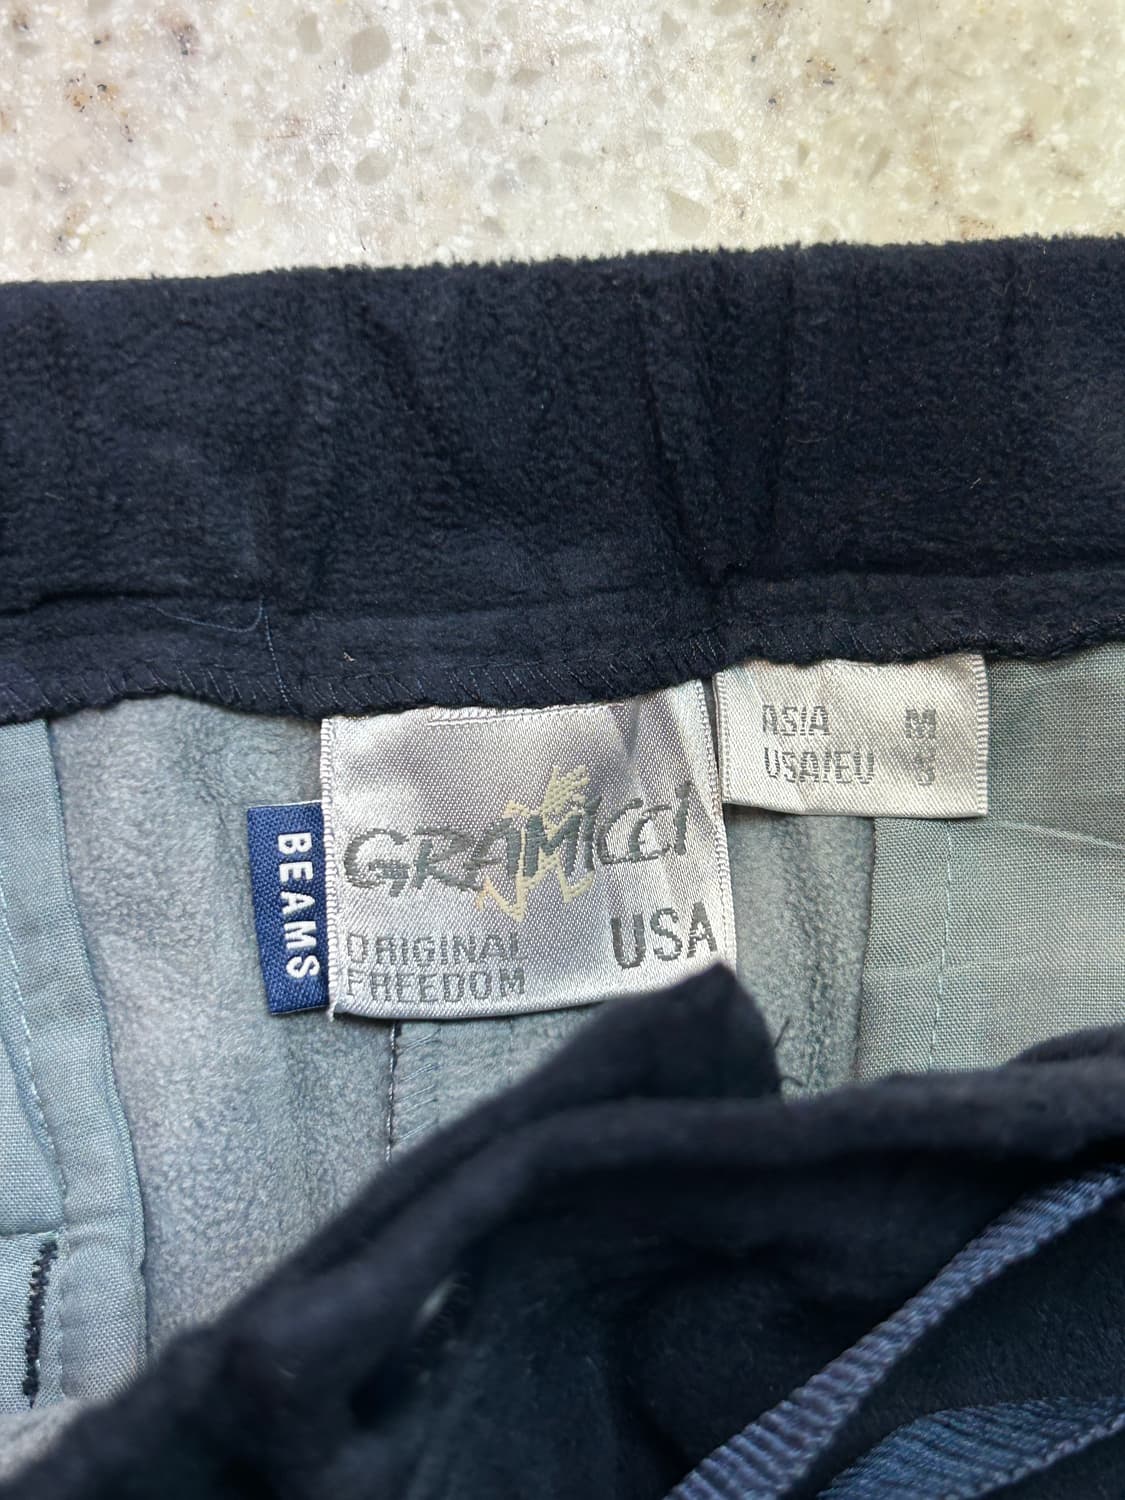 BEAMS
GRAMICCI
ORIGINAL
FREEDOM
USA
ASIA M
USA/EU S